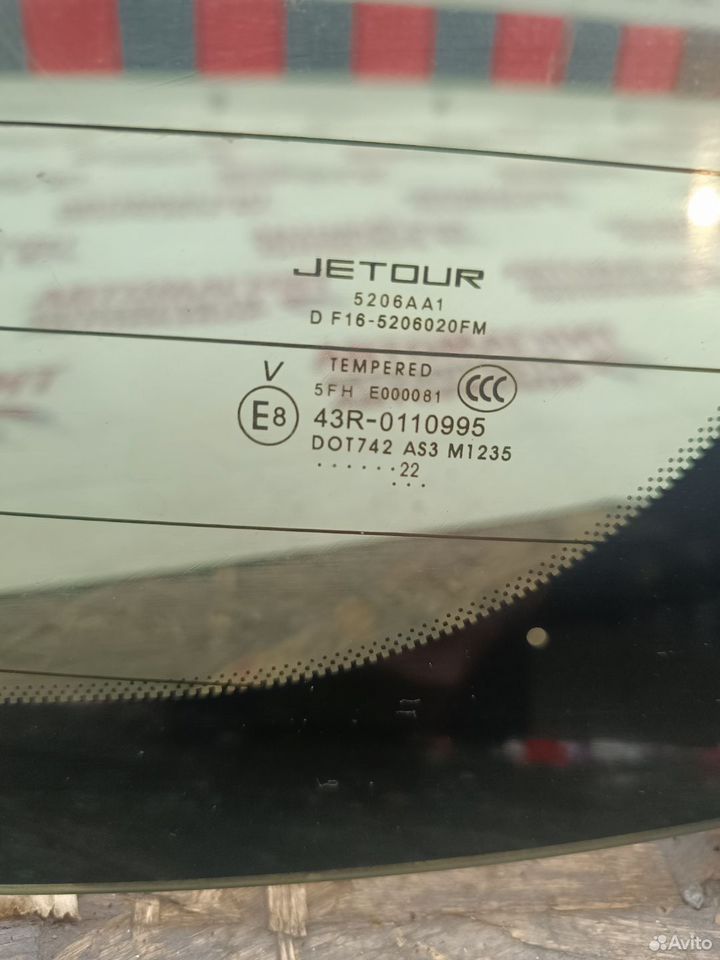 JETOUR
5206AA1
D F16-5206020FM
V TEMPERED CCC
5FH E000081
E8 43R-0110995
DOT742 AS3 M1235
......22
...
Avito